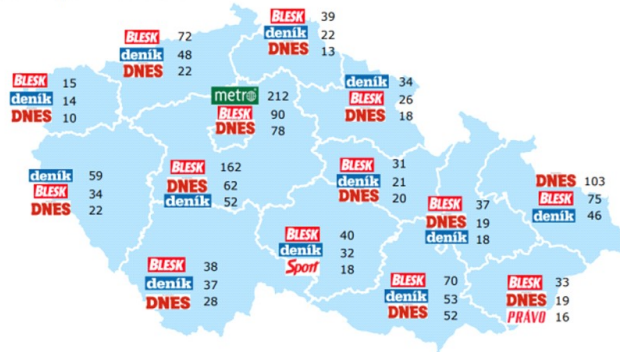 BLESK 39
deník 22
DNES 13
BLESK 72
deník 48
DNES 22
BLESK 15
deník 14
DNES 10
metro 212
BLESK 90
DNES 78
deník 34
BLESK 26
DNES 18
deník 59
BLESK 34
DNES 22
BLESK 162
DNES 62
deník 52
BLESK 31
deník 21
DNES 20
DNES 103
BLESK 75
deník 46
BLESK 37
DNES 19
deník 18
BLESK 40
deník 32
Sport 18
BLESK 38
deník 37
DNES 28
BLESK 70
deník 53
DNES 52
BLESK 33
DNES 19
PRÁVO 16